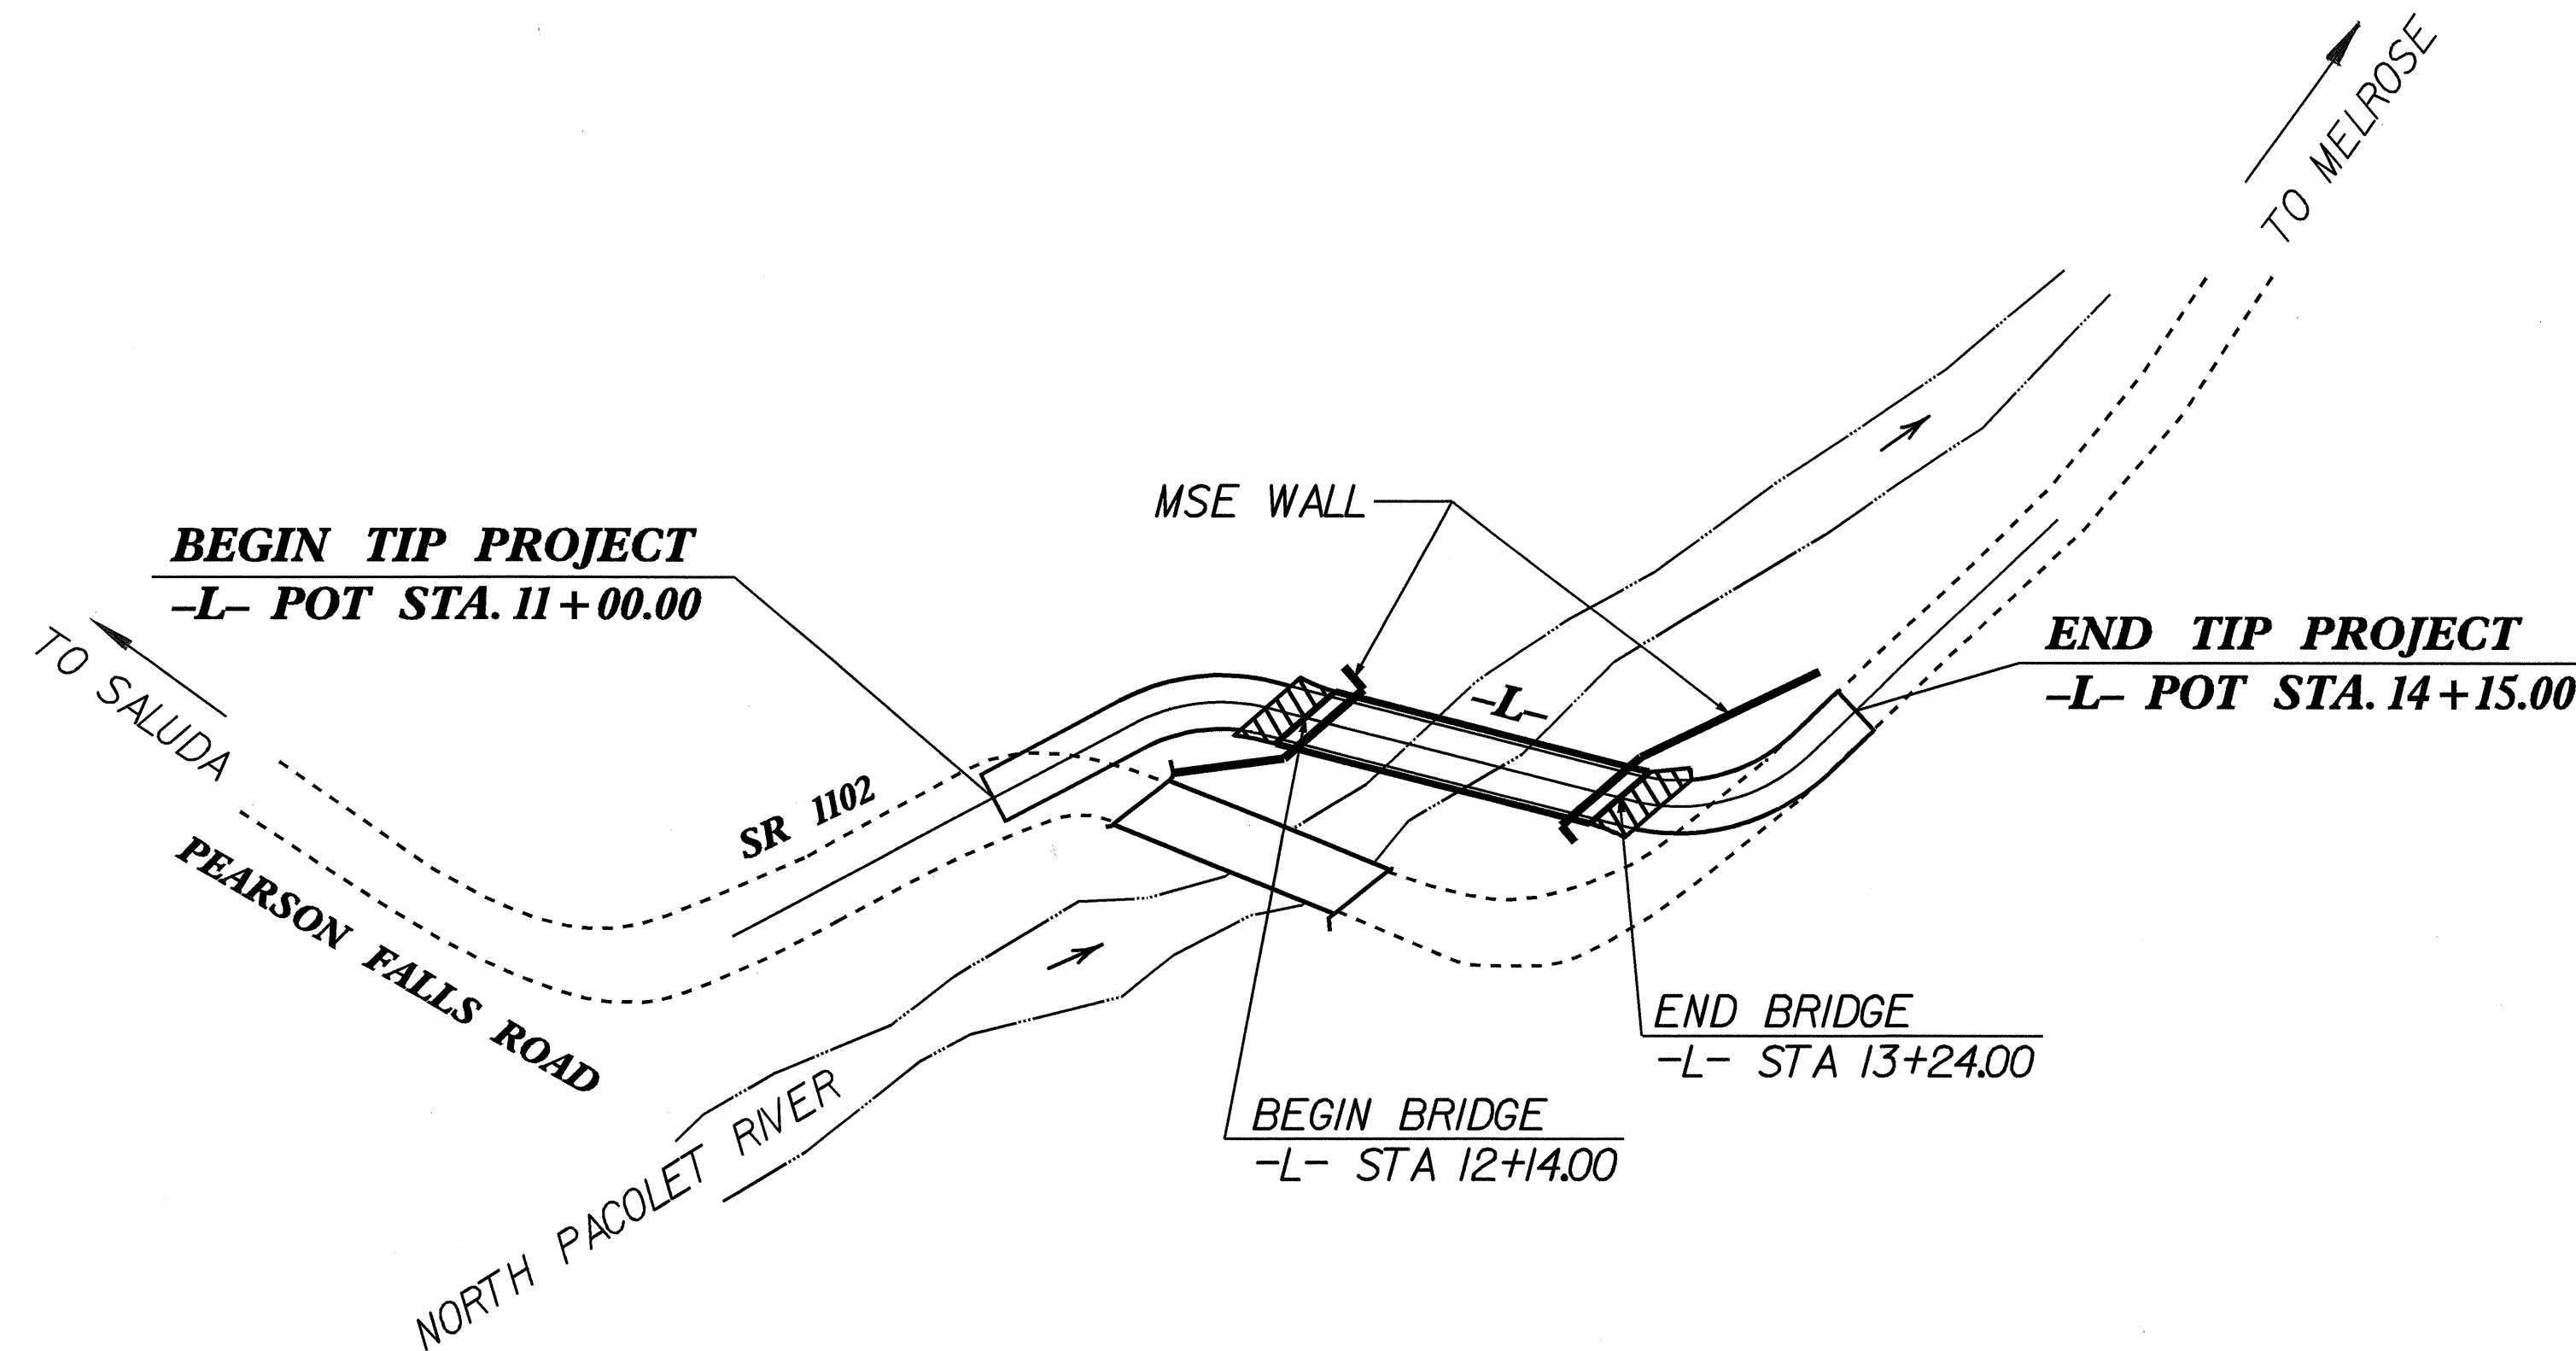 TO MELROSE
MSE WALL
BEGIN TIP PROJECT
-L- POT STA. 11+00.00
TO SALUDA
-L-
END TIP PROJECT
-L- POT STA. 14+15.00
SR 1102
PEARSON FALLS ROAD
END BRIDGE
-L- STA 13+24.00
BEGIN BRIDGE
-L- STA 12+14.00
NORTH PACOLET RIVER